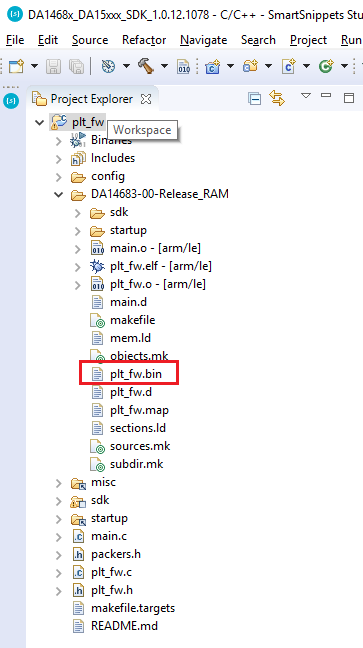 DA1468x_DA15xxx_SDK_1.0.12.1078 - C/C++ - SmartSnippets Stu
File Edit Source Refactor Navigate Search Project Run
Project Explorer
plt_fw
Workspace
Binaries
Includes
config
DA14683-00-Release_RAM
sdk
startup
main.o - [arm/le]
plt_fw.elf - [arm/le]
plt_fw.o - [arm/le]
main.d
makefile
mem.ld
objects.mk
plt_fw.bin
plt_fw.d
plt_fw.map
sections.ld
sources.mk
subdir.mk
misc
sdk
startup
main.c
packers.h
plt_fw.c
plt_fw.h
makefile.targets
README.md